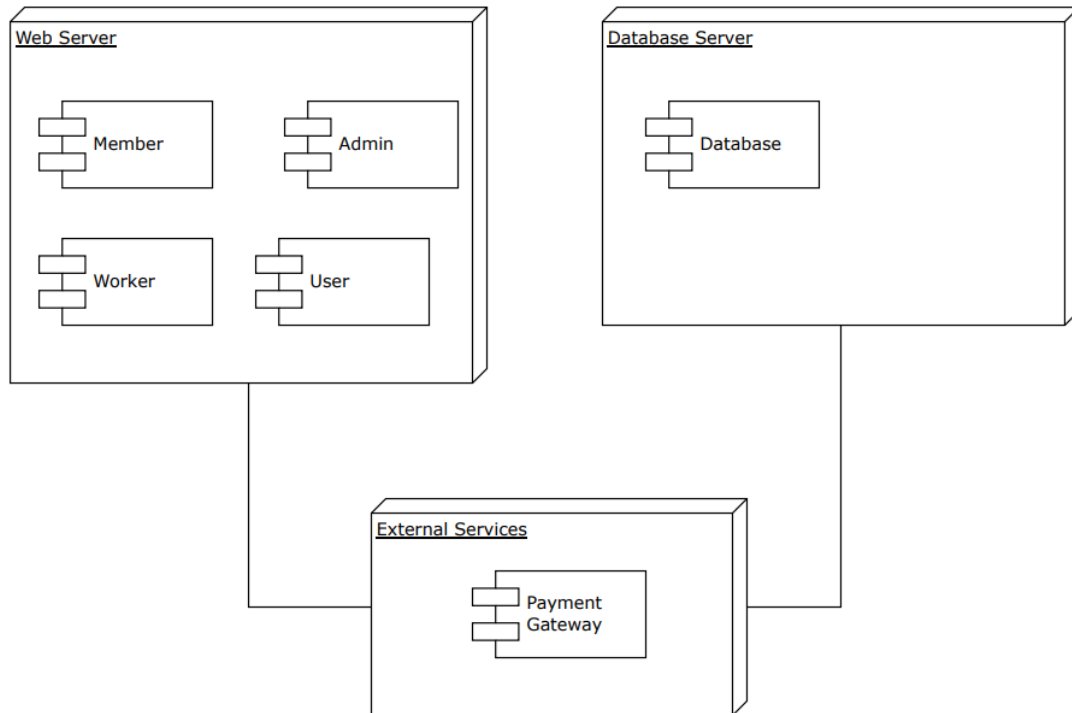 Web Server
Database Server
Member
Admin
Database
Worker
User
External Services
Payment
Gateway